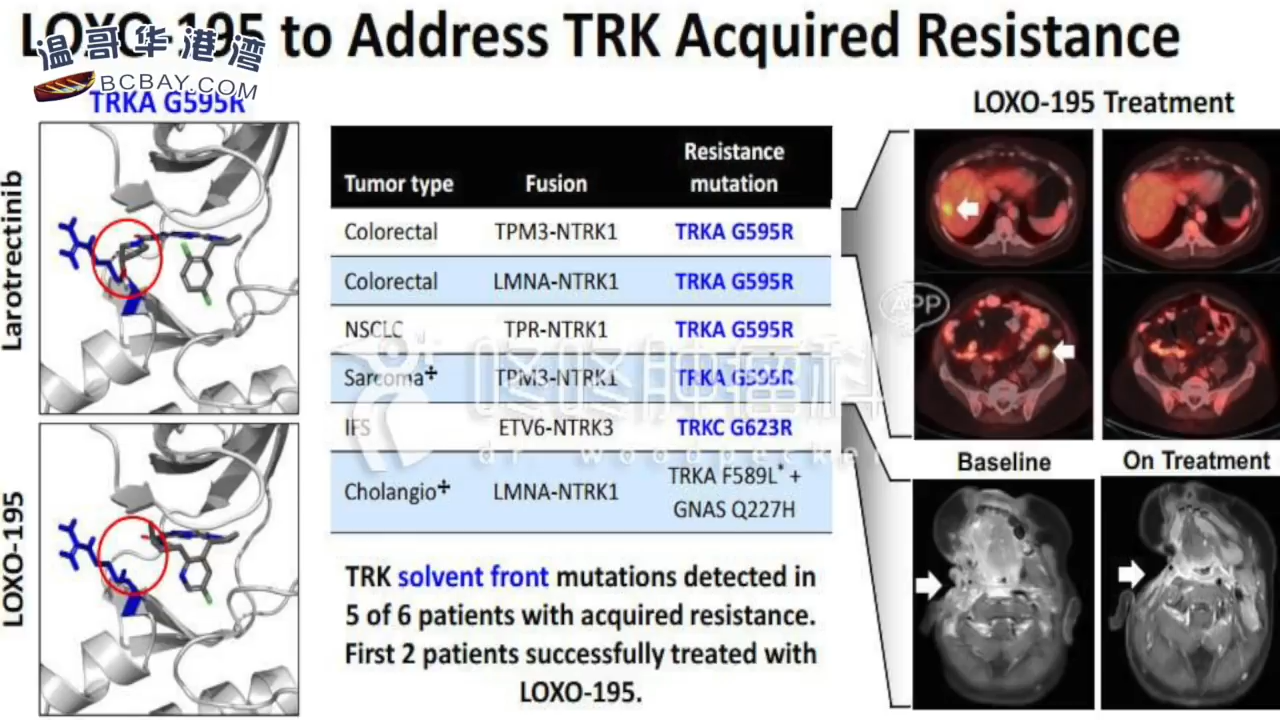 LOXO-195 to Address TRK Acquired Resistance
温哥华港湾
BCBAY.COM
TRKA G595R
Larotrectinib
LOXO-195
Tumor type Fusion Resistance mutation
Colorectal TPM3-NTRK1 TRKA G595R
Colorectal LMNA-NTRK1 TRKA G595R
NSCLC TPR-NTRK1 TRKA G595R
Sarcoma✢ TPM3-NTRK1 TRKA G595R
IFS ETV6-NTRK3 TRKC G623R
Cholangio✢ LMNA-NTRK1 TRKA F589L* +
GNAS Q227H
TRK solvent front mutations detected in
5 of 6 patients with acquired resistance.
First 2 patients successfully treated with
LOXO-195.
LOXO-195 Treatment
APP
Baseline On Treatment
dr woodpecker